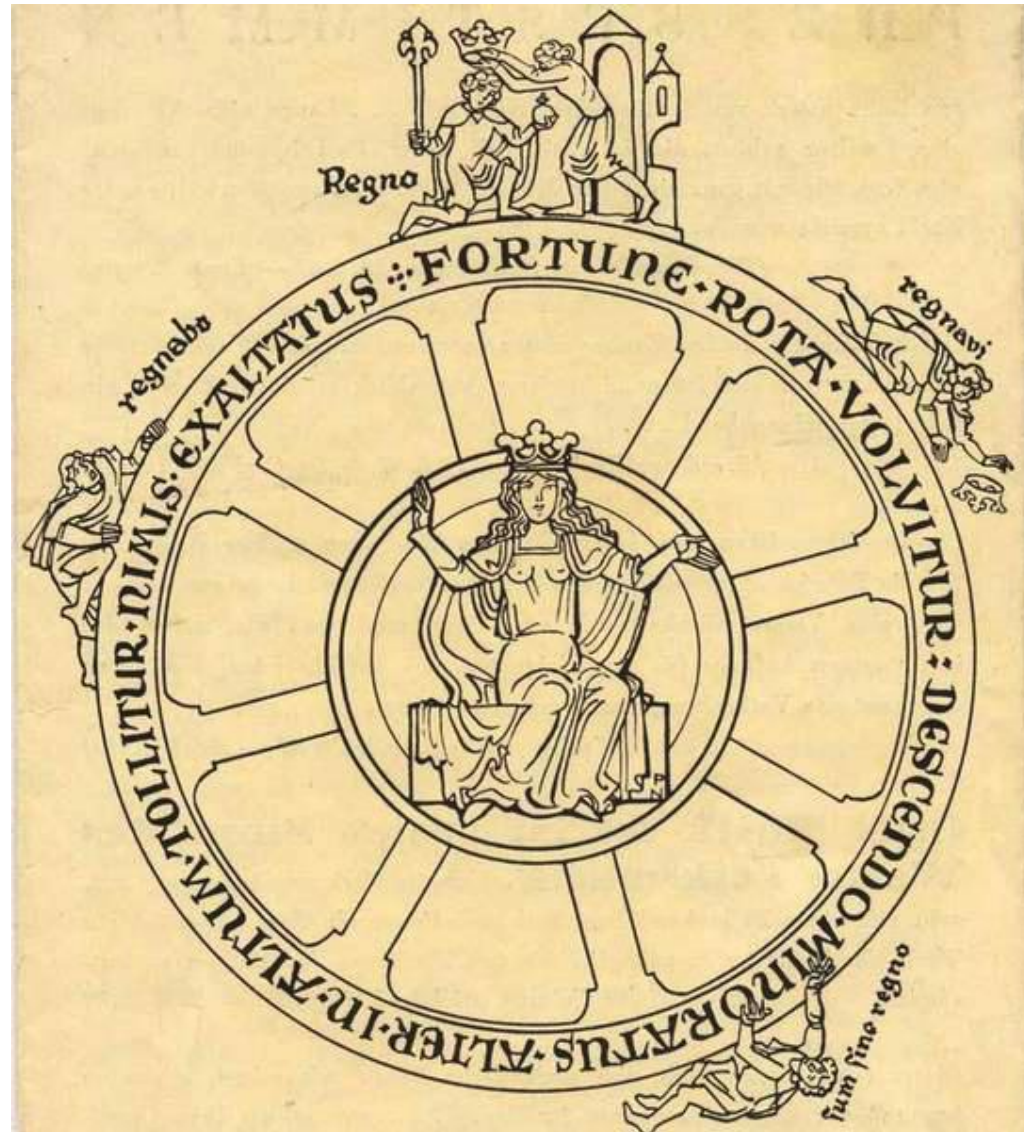 Regno
FORTUNE · ROTA · VOLVITUR : DESCENDO · MINORATUS · ALTER · IN · ALTUM · TOLLITUR · NIMIS · EXALTATUS
regnavi
sum sine regno
regnabo